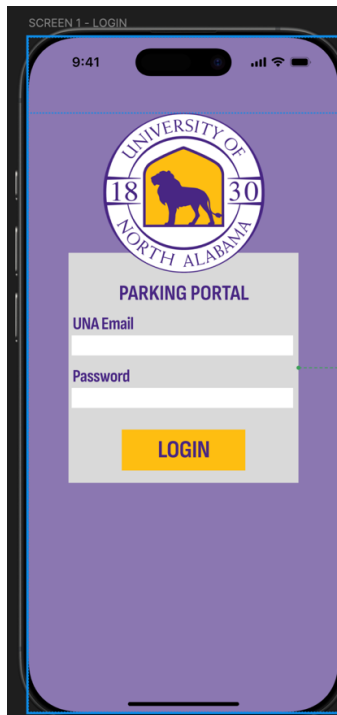 SCREEN 1 - LOGIN
9:41
UNIVERSITY OF
18 30
NORTH ALABAMA
PARKING PORTAL
UNA Email
Password
LOGIN